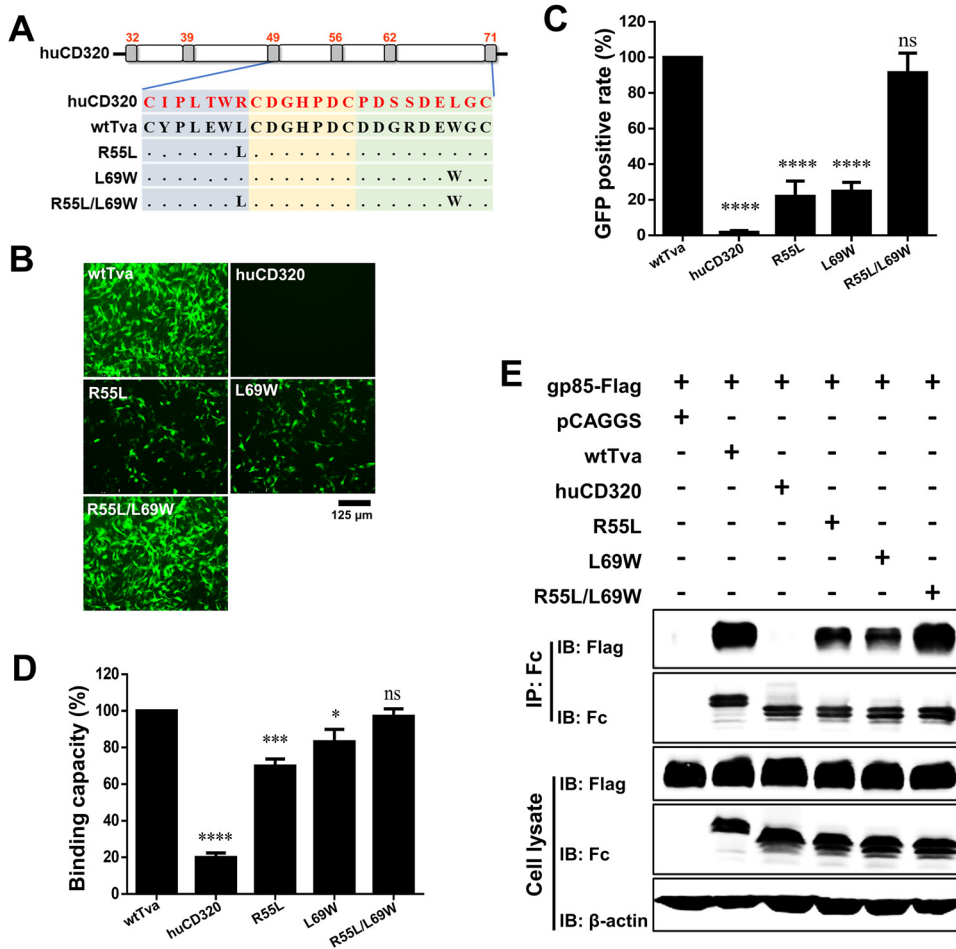 A
32 39 49 56 62 71
huCD320
huCD320 C I P L T W R C D G H P D C P D S S D E L G C
wtTva C Y P L E W L C D G H P D C D D G R D E W G C
R55L . . . . . . L . . . . . . . . . . . . . . . .
L69W . . . . . . . . . . . . . . . . . . . . W . .
R55L/L69W . . . . . . L . . . . . . . . . . . . . W . .
B
wtTva huCD320
R55L L69W
R55L/L69W
125 μm
C
GFP positive rate (%)
120
100
80
60
40
20
0
**** **** **** ns
wtTva huCD320 R55L L69W R55L/L69W
D
Binding capacity (%)
120
100
80
60
40
20
0
**** *** * ns
wtTva huCD320 R55L L69W R55L/L69W
E
gp85-Flag + + + + + +
pCAGGS + - - - - -
wtTva - + - - - -
huCD320 - - + - - -
R55L - - - + - -
L69W - - - - + -
R55L/L69W - - - - - +
IP: Fc
IB: Flag
IB: Fc
Cell lysate
IB: Flag
IB: Fc
IB: β-actin